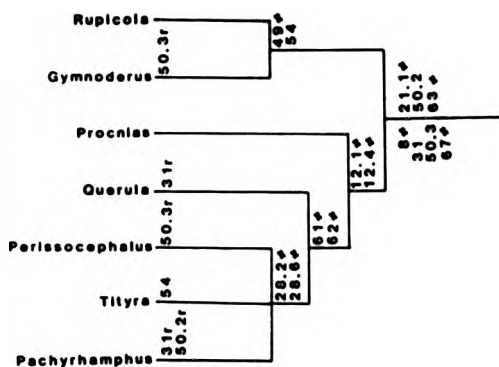 Rupicola
49≠
54
Gymnoderus
50.3r
21.1≠
50.2
63≠
8≠
31
50.3
67≠
Procnias
12.1≠
12.4≠
Querula
31r
61≠
62≠
Perissocephalus
50.3r
28.2≠
28.6≠
Tityra
54
Pachyrhamphus
31r
50.2r